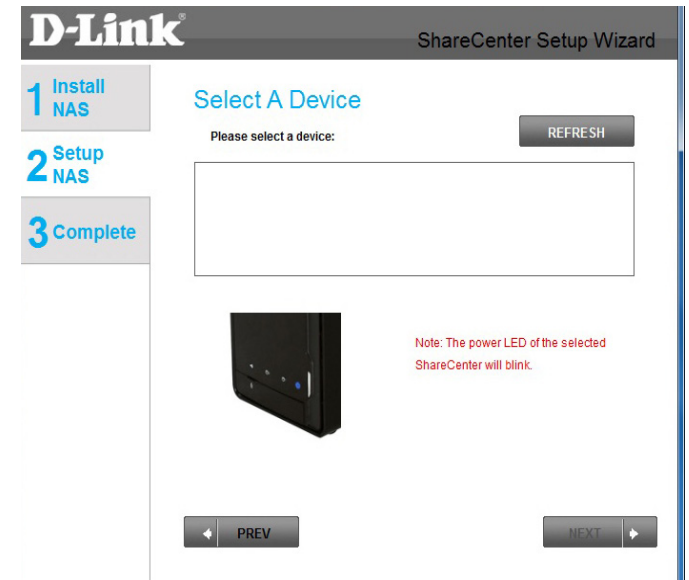 D-Link®
ShareCenter Setup Wizard
1 Install
NAS
2 Setup
NAS
3 Complete
Select A Device
Please select a device:
REFRESH
Note: The power LED of the selected
ShareCenter will blink.
PREV
NEXT